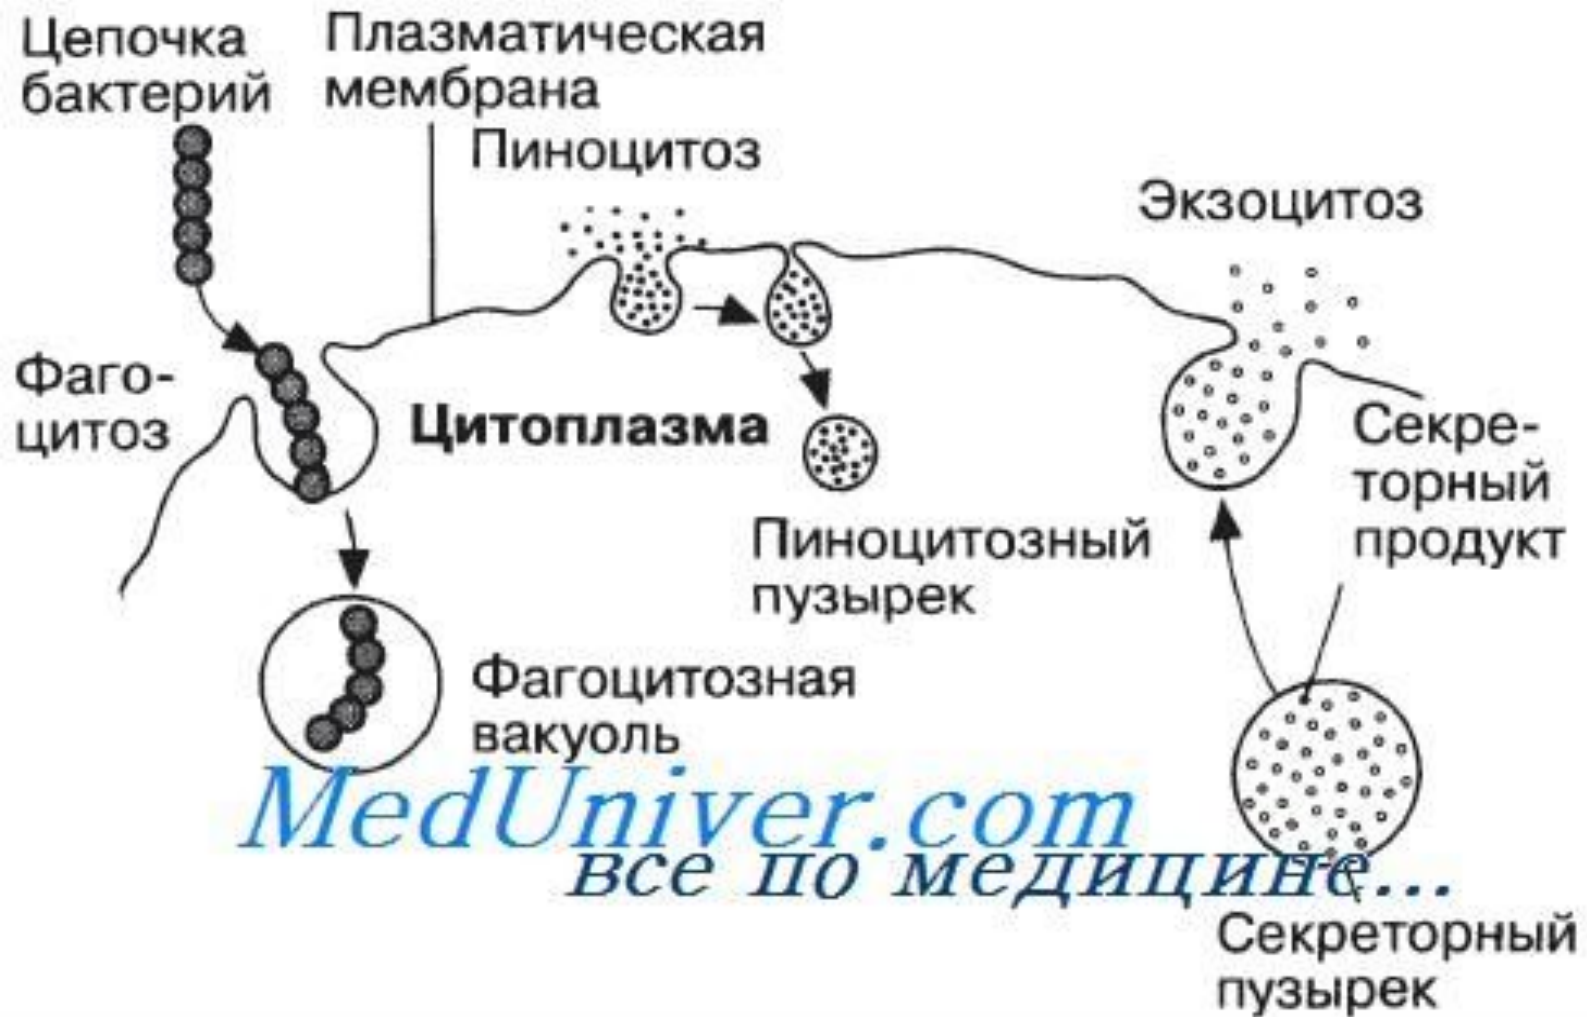 Цепочка
бактерий
Плазматическая
мембрана
Пиноцитоз
Экзоцитоз
Фаго-
цитоз
Цитоплазма
Секре-
торный
продукт
Пиноцитозный
пузырек
Фагоцитозная
вакуоль
MedUniver.com
все по медицине...
Секреторный
пузырек